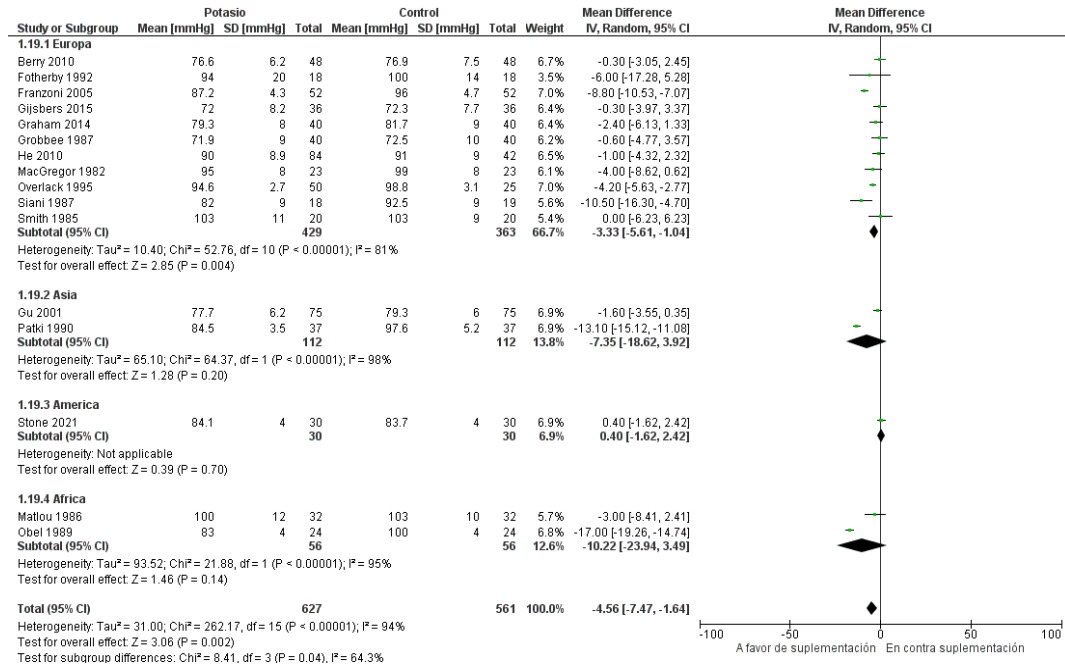 Potasio Control Mean Difference Mean Difference
Study or Subgroup Mean [mmHg] SD [mmHg] Total Mean [mmHg] SD [mmHg] Total Weight IV, Random, 95% CI IV, Random, 95% CI
1.19.1 Europa
Berry 2010 76.6 6.2 48 76.9 7.5 48 6.7% -0.30 [-3.05, 2.45]
Fotherby 1992 94 20 18 100 14 18 3.2% -6.00 [-17.28, 5.28]
Franzoni 2005 87.2 4.3 52 96 4.7 52 7.0% -8.80 [-10.53, -7.07]
Gijsbers 2015 72 8.2 36 72.3 7.7 36 6.4% -0.30 [-3.97, 3.37]
Graham 2014 79.3 8 40 81.7 9 40 6.4% -2.40 [-6.13, 1.33]
Grobbee 1987 71.9 9 40 72.5 10 40 6.2% -0.60 [-4.77, 3.57]
He 2010 90 8.9 84 91 9 42 6.5% -1.00 [-4.32, 2.32]
MacGregor 1982 95 8 23 99 8 23 6.0% -4.00 [-8.62, 0.62]
Overlack 1995 94.6 2.7 50 98.8 3.1 25 7.0% -4.20 [-5.63, -2.77]
Siani 1987 82 9 18 92.5 9 19 5.5% -10.50 [-16.30, -4.70]
Smith 1985 103 11 20 103 9 20 5.4% 0.00 [-6.23, 6.23]
Subtotal (95% CI) 429 363 66.7% -3.33 [-5.61, -1.04]
Heterogeneity: Tau² = 10.40; Chi² = 52.76, df = 10 (P < 0.00001); I² = 81%
Test for overall effect: Z = 2.85 (P = 0.004)
1.19.2 Asia
Gu 2001 77.7 6.2 75 79.3 6 75 6.9% -1.60 [-3.55, 0.35]
Patki 1990 84.5 3.5 37 97.6 5.2 37 6.9% -13.10 [-15.12, -11.08]
Subtotal (95% CI) 112 112 13.8% -7.35 [-18.62, 3.92]
Heterogeneity: Tau² = 65.10; Chi² = 64.37, df = 1 (P < 0.00001); I² = 98%
Test for overall effect: Z = 1.28 (P = 0.20)
1.19.3 America
Stone 2021 84.1 4 30 83.7 4 30 6.9% 0.40 [-1.62, 2.42]
Subtotal (95% CI) 30 30 6.9% 0.40 [-1.62, 2.42]
Heterogeneity: Not applicable
Test for overall effect: Z = 0.39 (P = 0.70)
1.19.4 Africa
Matlou 1986 100 12 32 103 10 32 5.7% -3.00 [-8.41, 2.41]
Obel 1989 83 4 24 100 4 24 6.8% -17.00 [-19.26, -14.74]
Subtotal (95% CI) 56 56 12.6% -10.22 [-23.94, 3.49]
Heterogeneity: Tau² = 93.52; Chi² = 21.88, df = 1 (P < 0.00001); I² = 95%
Test for overall effect: Z = 1.46 (P = 0.14)
Total (95% CI) 627 561 100.0% -4.56 [-7.47, -1.64]
Heterogeneity: Tau² = 31.00; Chi² = 262.17, df = 15 (P < 0.00001); I² = 94%
Test for overall effect: Z = 3.06 (P = 0.002)
Test for subgroup differences: Chi² = 8.41, df = 3 (P = 0.04), I² = 64.3%
-100 -50 0 50 100
A favor de suplementación En contra suplementación